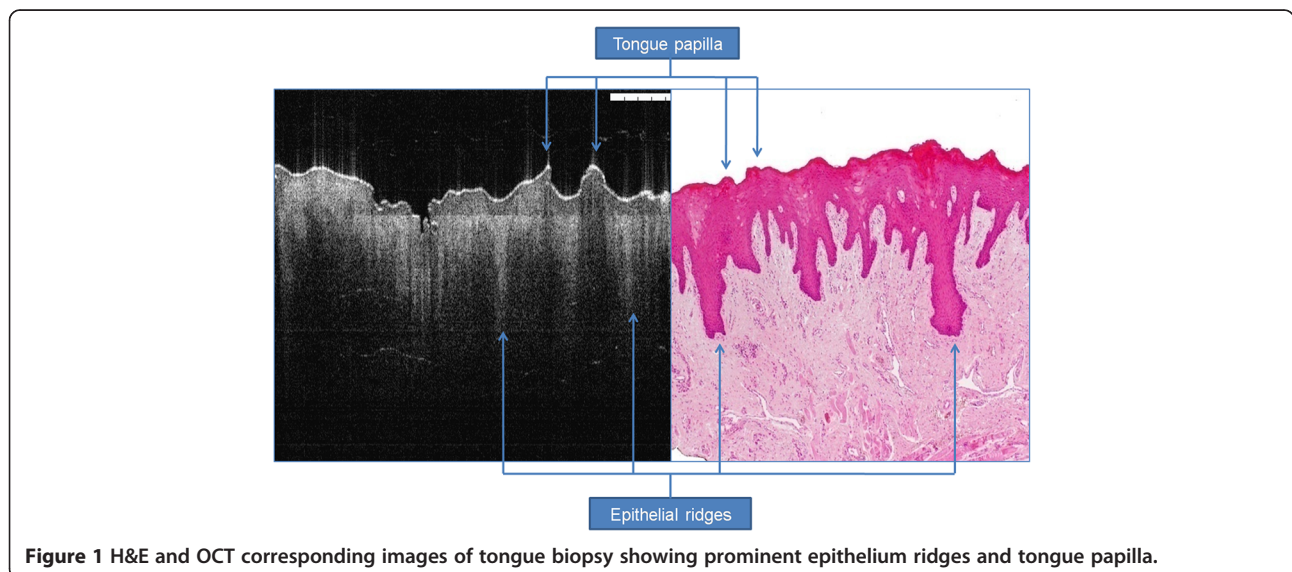 Tongue papilla
Epithelial ridges
Figure 1 H&E and OCT corresponding images of tongue biopsy showing prominent epithelium ridges and tongue papilla.